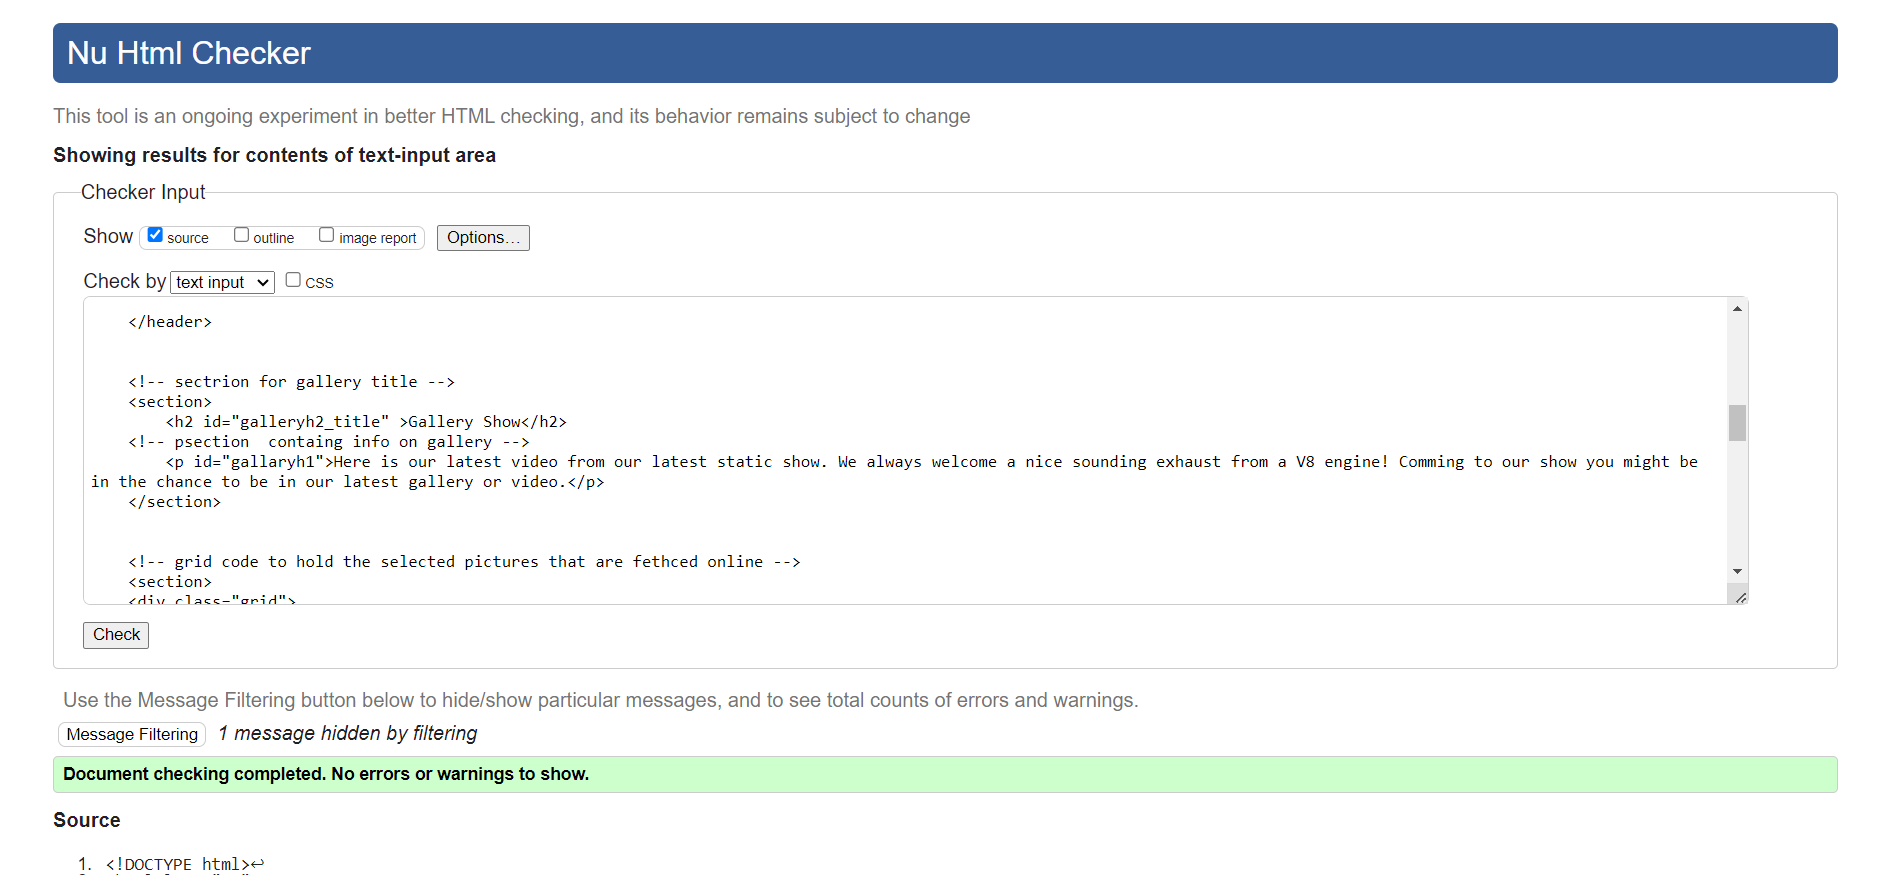 Nu Html Checker
This tool is an ongoing experiment in better HTML checking, and its behavior remains subject to change
Showing results for contents of text-input area
Checker Input
Show source outline image report Options...
Check by text input CSS
</header>
<!-- sectrion for gallery title -->
<section>
<h2 id="galleryh2_title" >Gallery Show</h2>
<!-- psection  containg info on gallery -->
<p id="gallaryh1">Here is our latest video from our latest static show. We always welcome a nice sounding exhaust from a V8 engine! Comming to our show you might be
in the chance to be in our latest gallery or video.</p>
</section>
<!-- grid code to hold the selected pictures that are fethced online -->
<section>
<div class="grid">
Check
Use the Message Filtering button below to hide/show particular messages, and to see total counts of errors and warnings.
Message Filtering 1 message hidden by filtering
Document checking completed. No errors or warnings to show.
Source
1. <!DOCTYPE html>↩